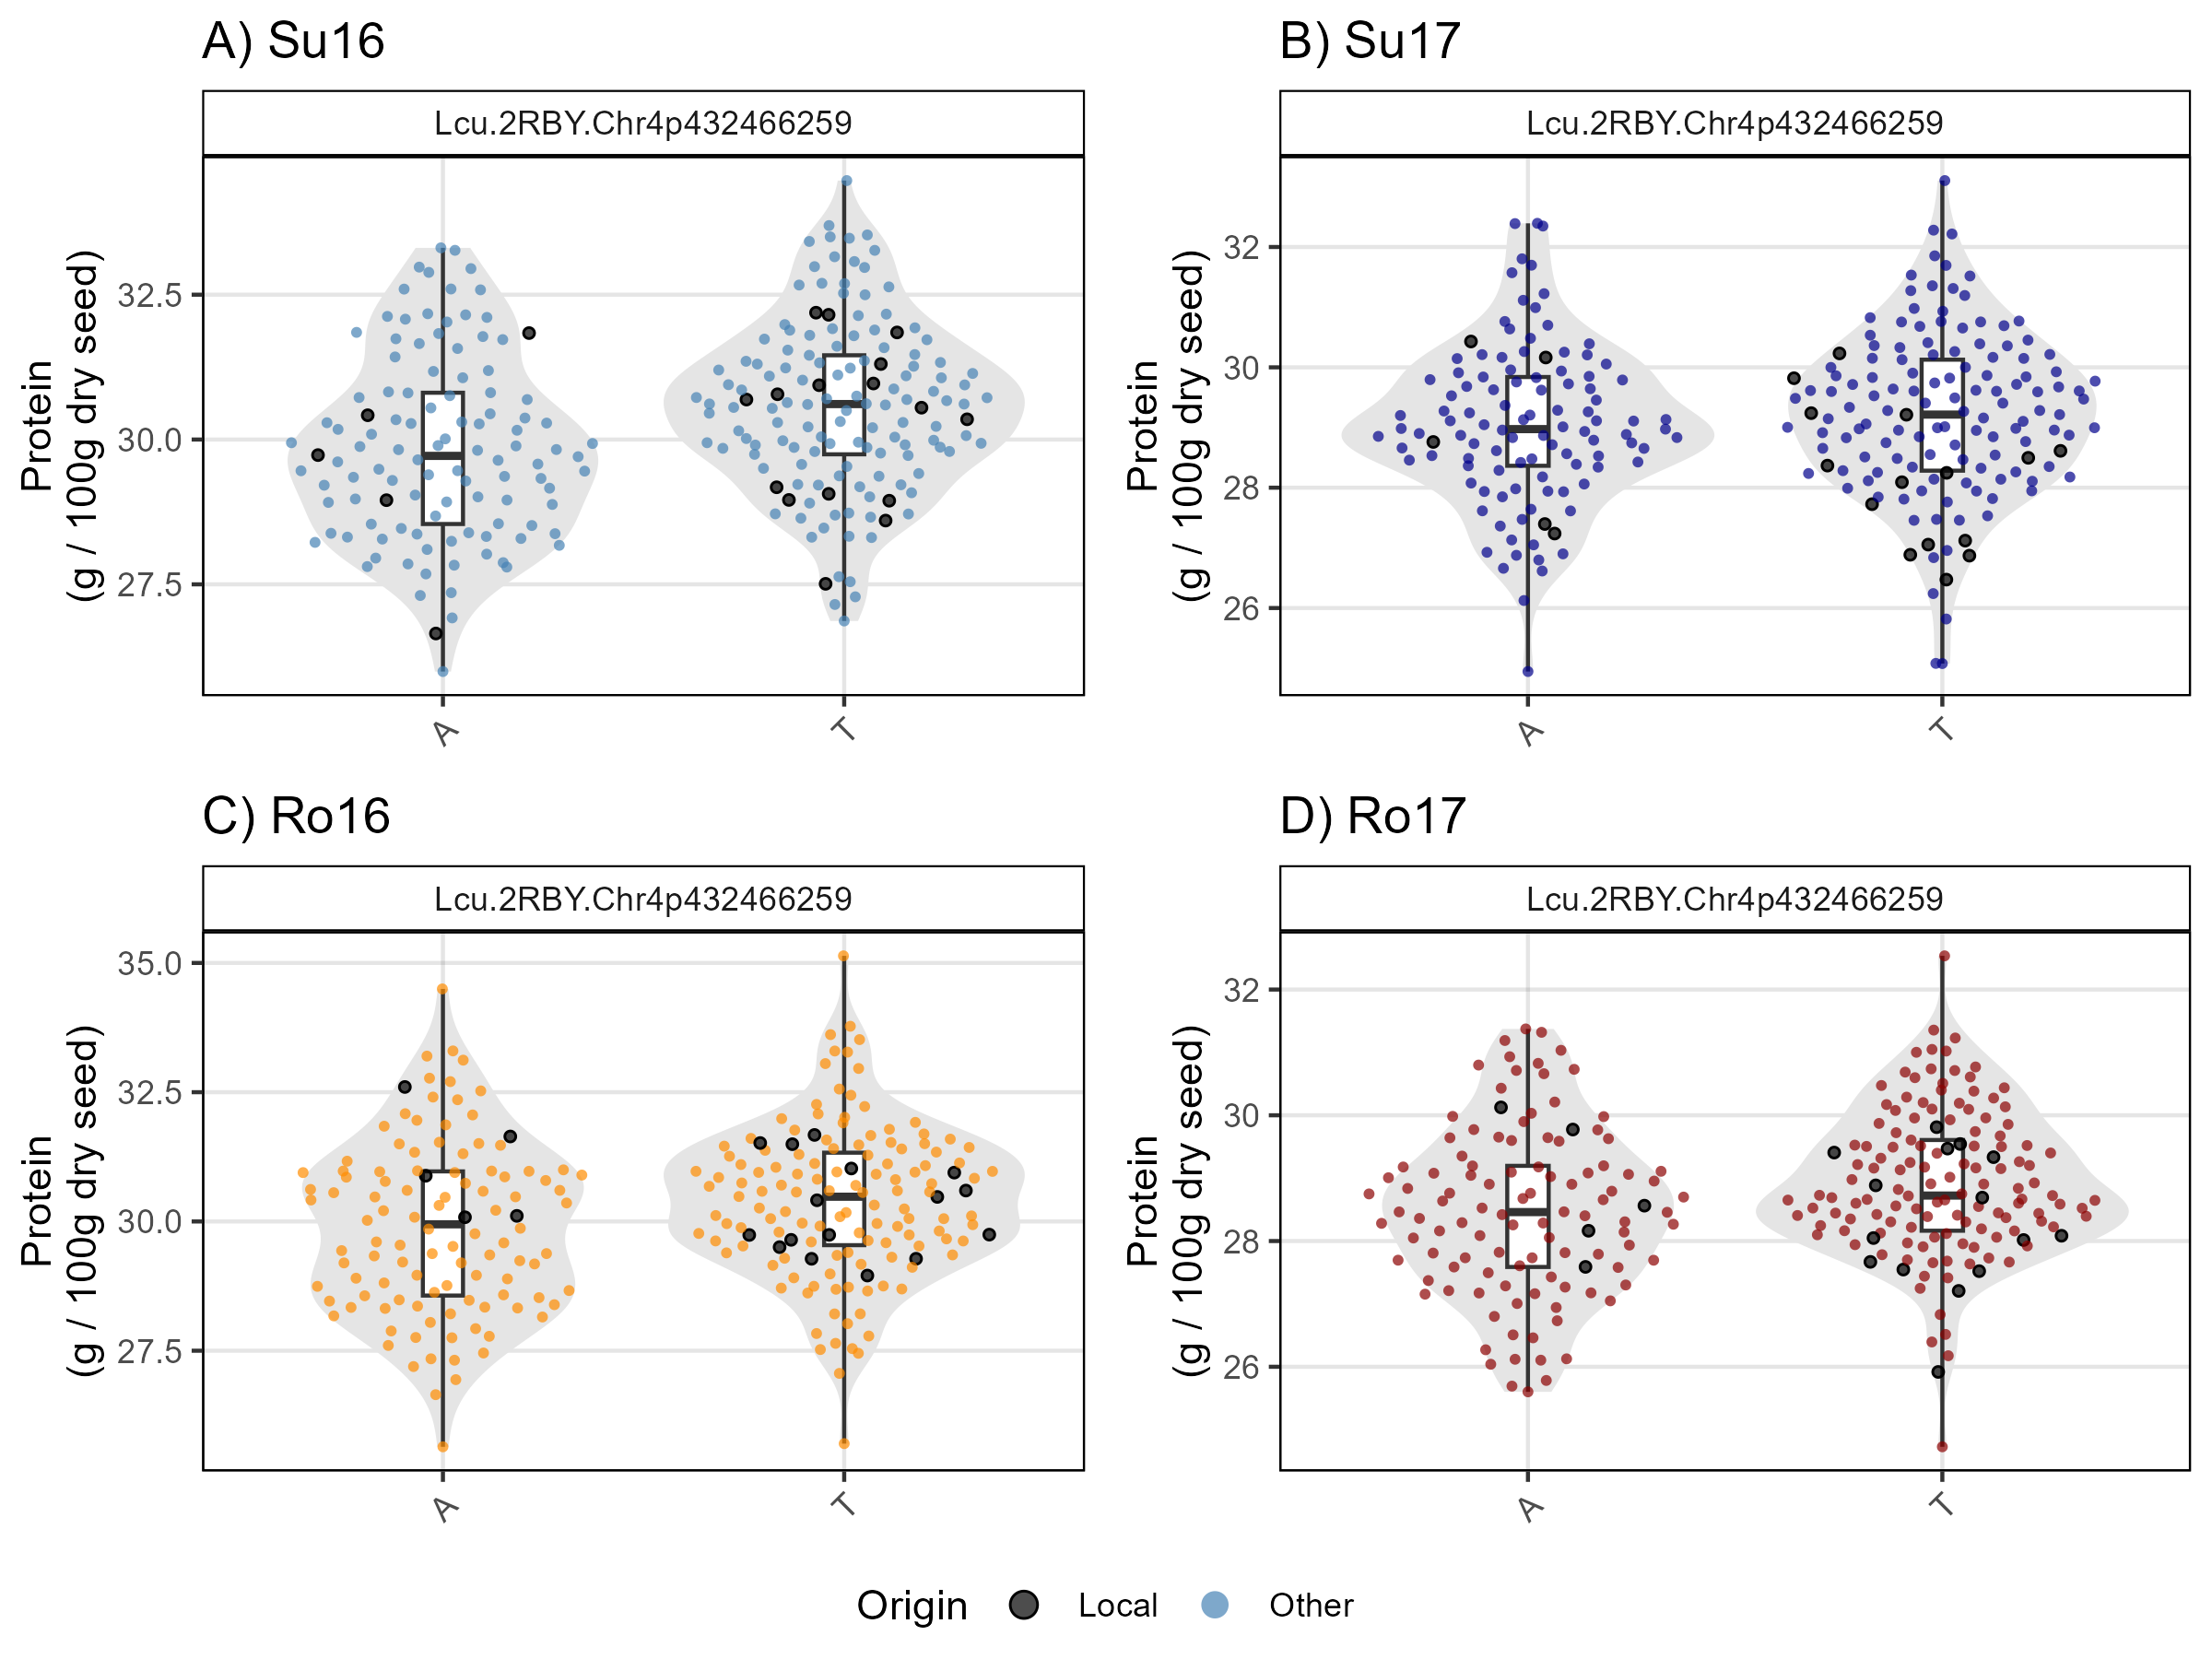 A) Su16
Lcu.2RBY.Chr4p432466259
Protein
(g / 100g dry seed)
32.5
30.0
27.5
A
T
B) Su17
Lcu.2RBY.Chr4p432466259
Protein
(g / 100g dry seed)
32
30
28
26
A
T
C) Ro16
Lcu.2RBY.Chr4p432466259
Protein
(g / 100g dry seed)
35.0
32.5
30.0
27.5
A
T
D) Ro17
Lcu.2RBY.Chr4p432466259
Protein
(g / 100g dry seed)
32
30
28
26
A
T
Origin Local Other